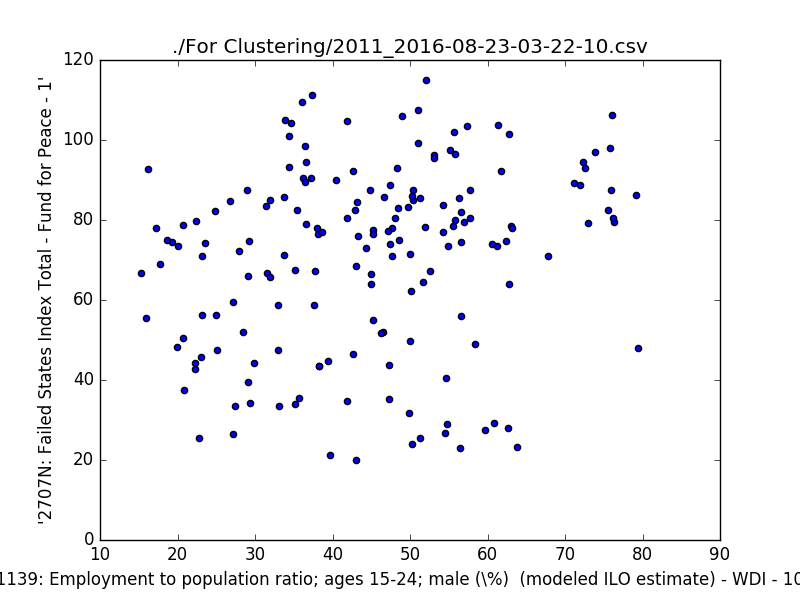 ./For Clustering/2011_2016-08-23-03-22-10.csv
'2707N: Failed States Index Total - Fund for Peace - 1'
120
100
80
60
40
20
0
10 20 30 40 50 60 70 80 90
1139: Employment to population ratio; ages 15-24; male (\%)  (modeled ILO estimate) - WDI - 10